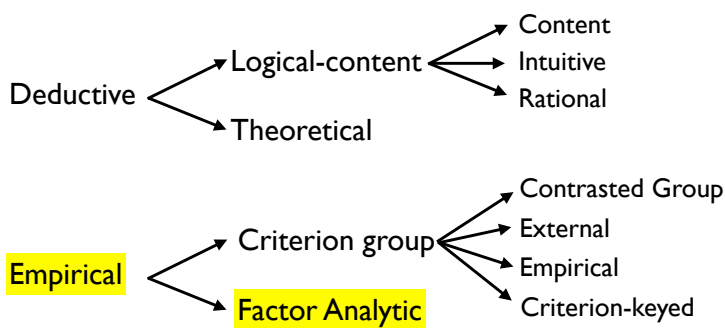 Deductive
Logical-content
Theoretical
Content
Intuitive
Rational
Empirical
Criterion group
Factor Analytic
Contrasted Group
External
Empirical
Criterion-keyed